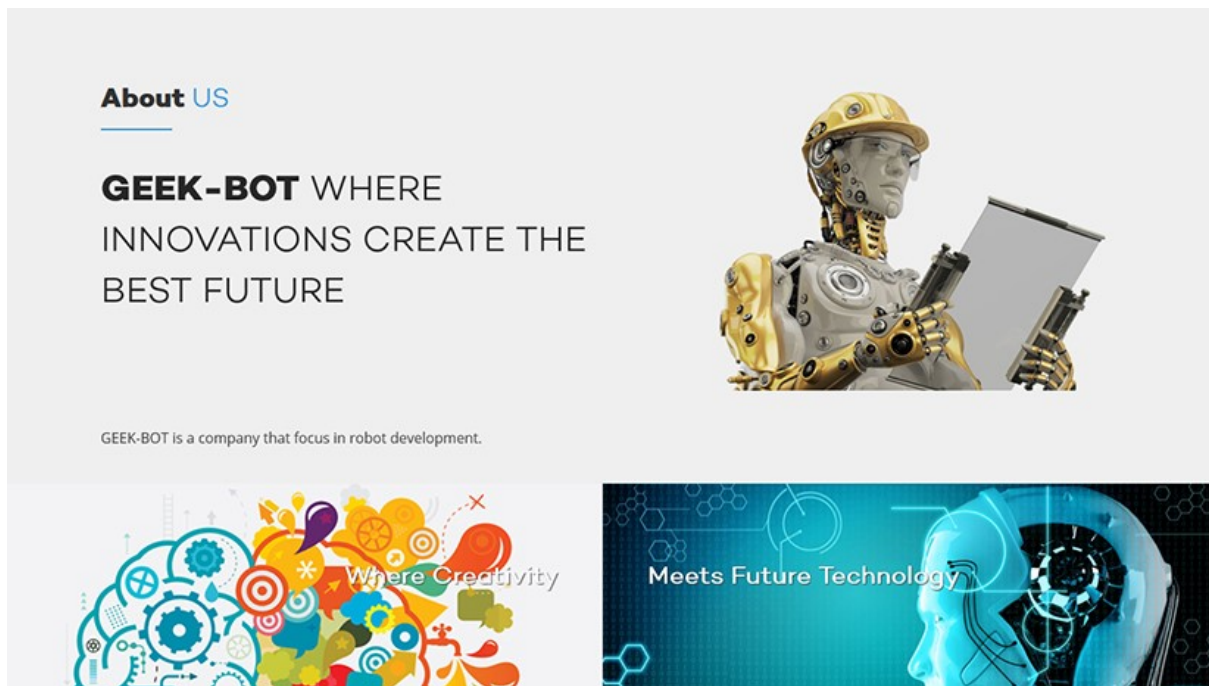 About US
GEEK-BOT WHERE
INNOVATIONS CREATE THE
BEST FUTURE
GEEK-BOT is a company that focus in robot development.
Where Creativity
Meets Future Technology